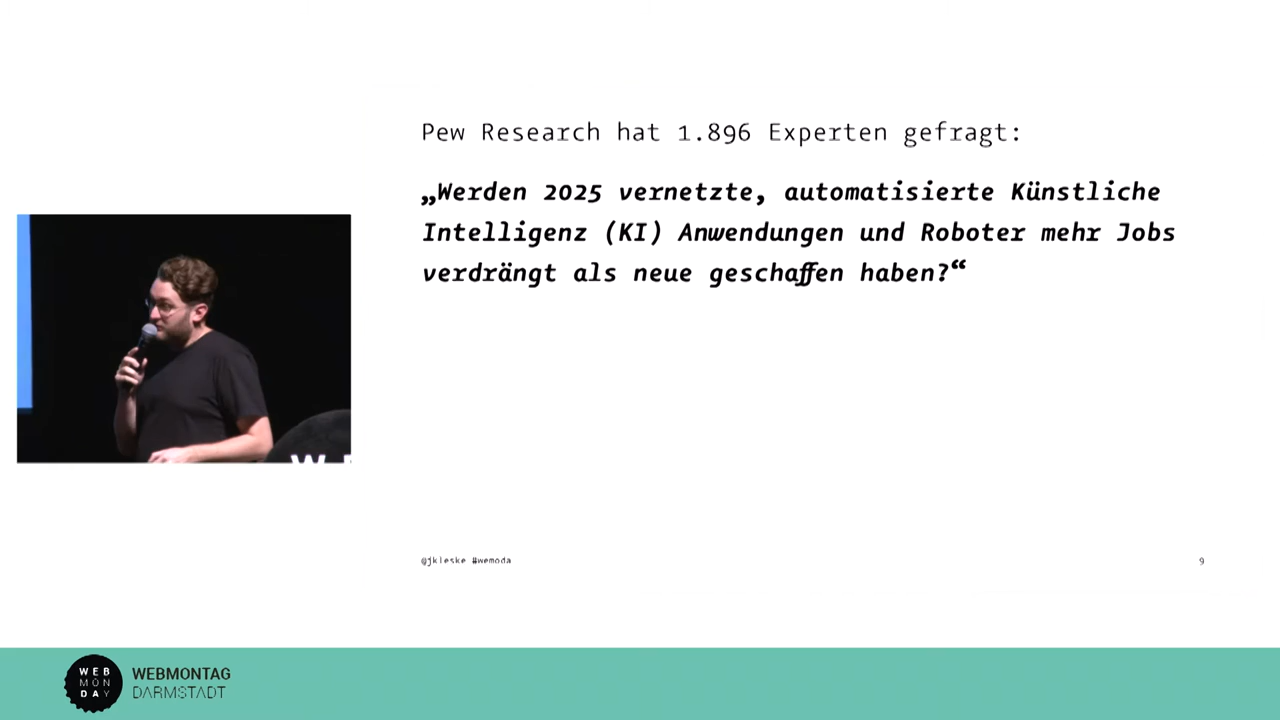 Pew Research hat 1.896 Experten gefragt:
„Werden 2025 vernetzte, automatisierte Künstliche
Intelligenz (KI) Anwendungen und Roboter mehr Jobs
verdrängt als neue geschaffen haben?“
@jkleske #wemoda
9
WEB
MON
DAY
WEBMONTAG
DARMSTADT